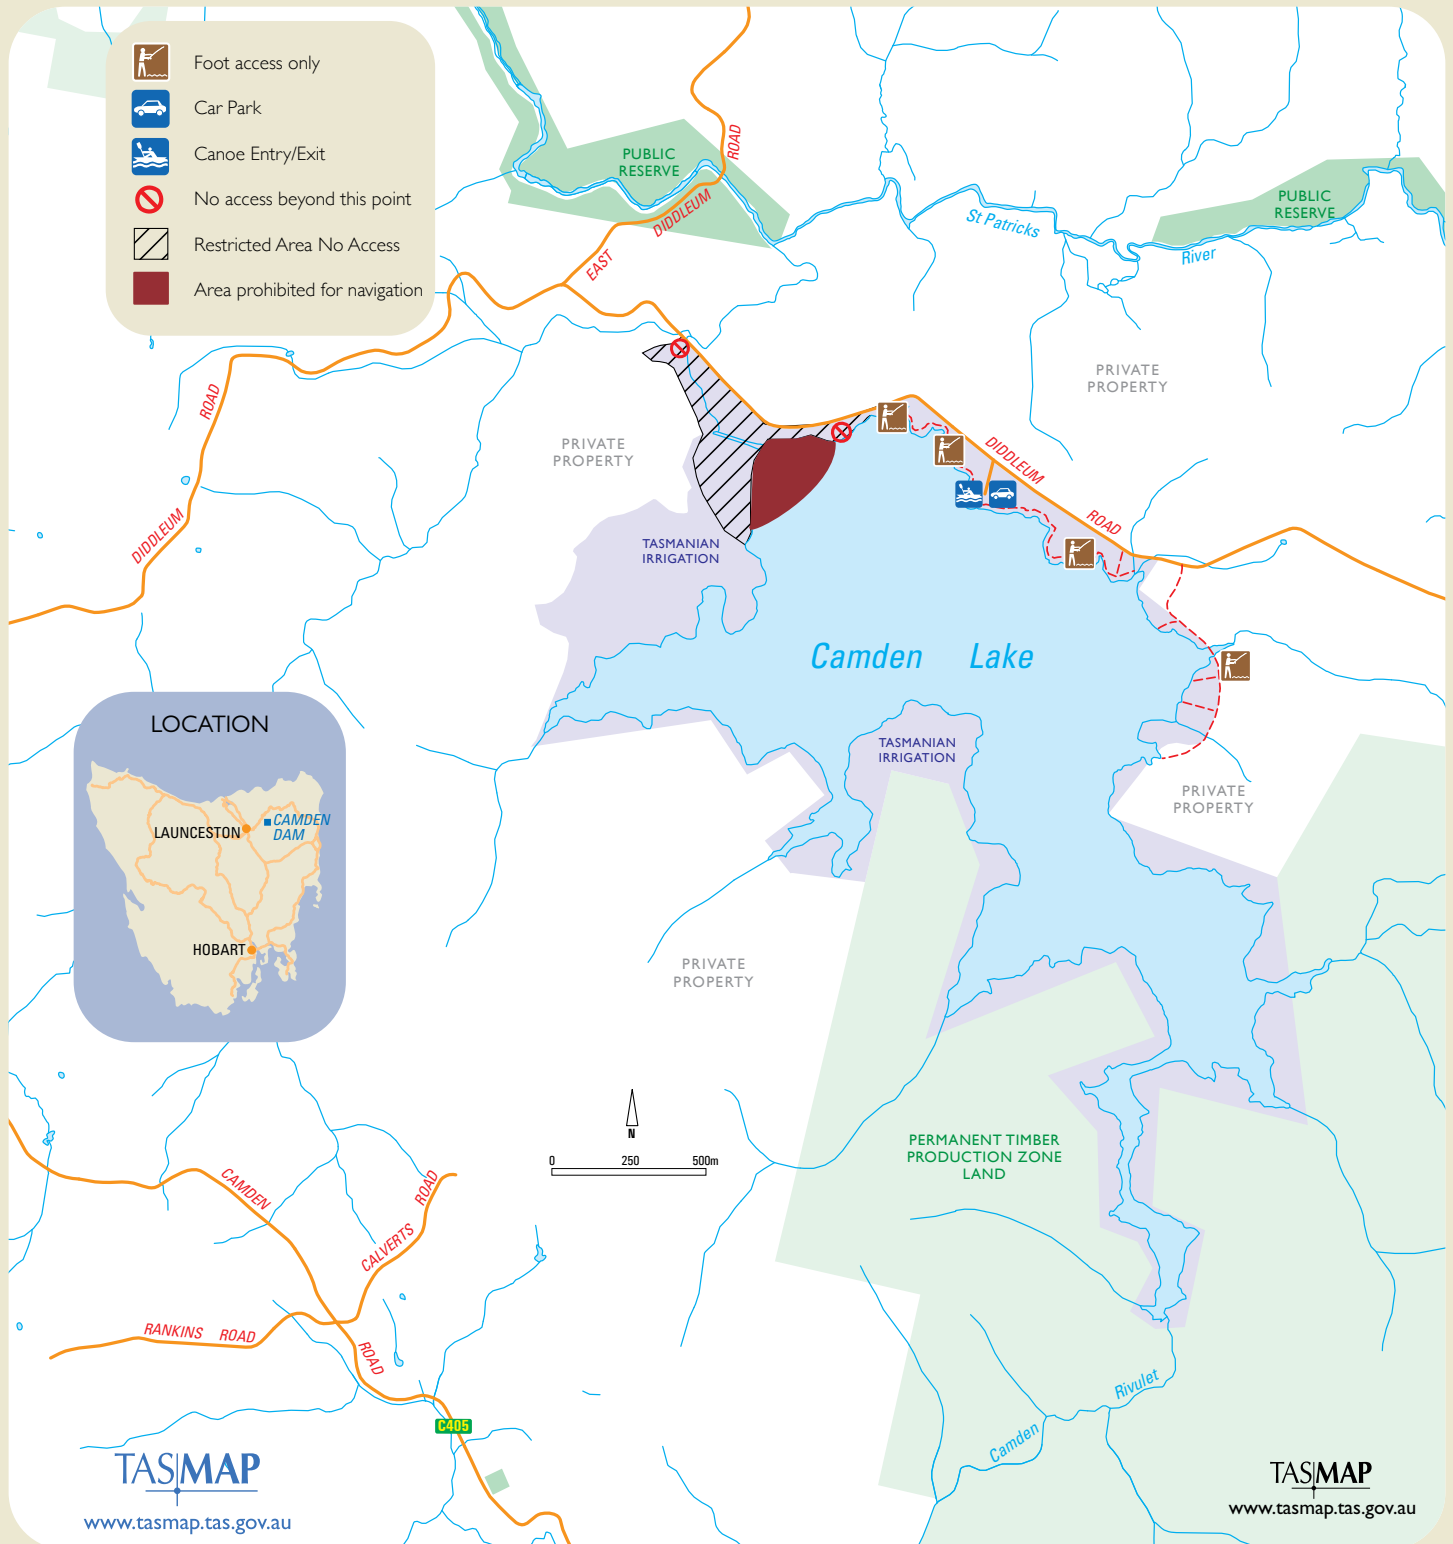 Foot access only
Car Park
Canoe Entry/Exit
No access beyond this point
Restricted Area No Access
Area prohibited for navigation
ROAD
PUBLIC
RESERVE
DIDDLEUM
EAST
St Patricks
River
PUBLIC
RESERVE
PRIVATE
PROPERTY
ROAD
DIDDLEUM
PRIVATE
PROPERTY
DIDDLEUM
ROAD
TASMANIAN
IRRIGATION
Camden Lake
TASMANIAN
IRRIGATION
PRIVATE
PROPERTY
LOCATION
LAUNCESTON
CAMDEN
DAM
HOBART
PRIVATE
PROPERTY
N
0 250 500m
PERMANENT TIMBER
PRODUCTION ZONE
LAND
CAMDEN
ROAD
CALVERTS
ROAD
RANKINS ROAD
C405
Camden
Rivulet
TASMAP
www.tasmap.tas.gov.au
TASMAP
www.tasmap.tas.gov.au